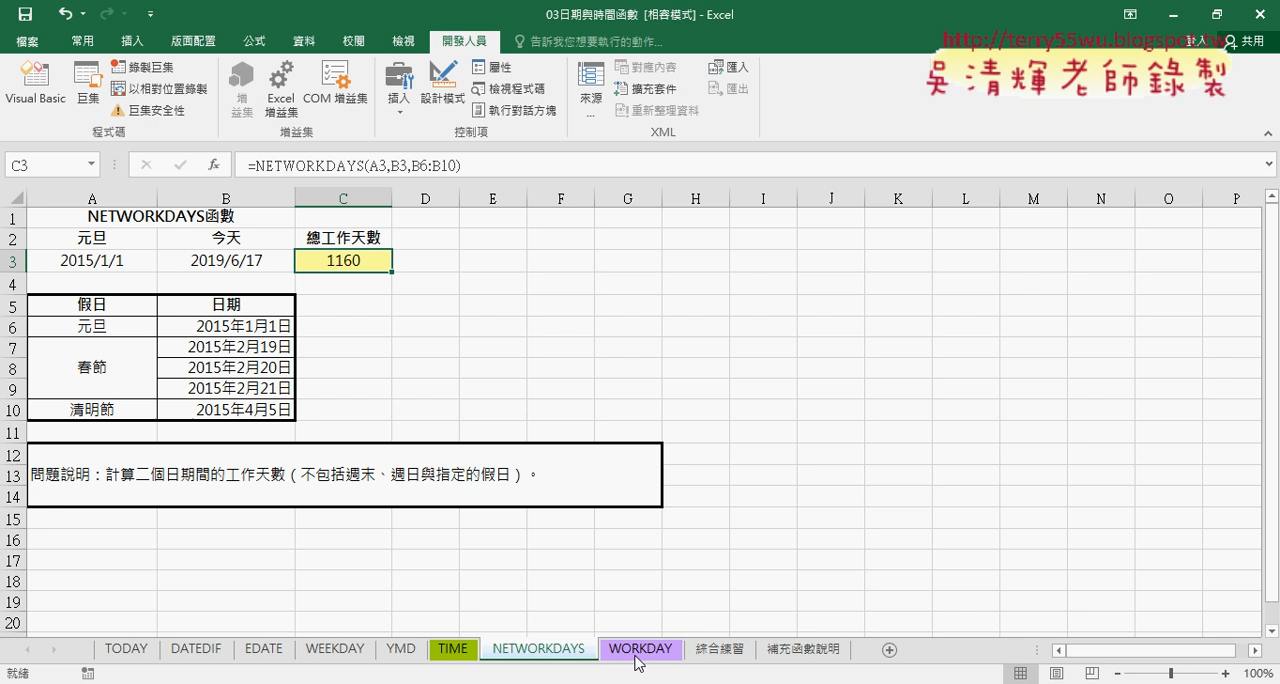 03日期與時間函數 [相容模式] - Excel
檔案 常用 插入 版面配置 公式 資料 校閱 檢視 開發人員 告訴我您想要執行的動作... 登入 共用
http://terry55wu.blogspot.tw
吳清輝老師錄製
Visual Basic 巨集 錄製巨集 以相對位置錄製 巨集安全性 程式碼
增益集 Excel 增益集 COM 增益集 增益集
插入 設計模式 屬性 檢視程式碼 執行對話方塊 控制項
來源... 對應內容 擴充套件 重新整理資料 匯入 匯出 XML
C3 fx =NETWORKDAYS(A3,B3,B6:B10)
A B C D E F G H I J K L M N O P
1 NETWORKDAYS函數
2 元旦 今天 總工作天數
3 2015/1/1 2019/6/17 1160
4
5 假日 日期
6 元旦 2015年1月1日
7 2015年2月19日
8 春節 2015年2月20日
9 2015年2月21日
10 清明節 2015年4月5日
11
12
13 問題說明：計算二個日期間的工作天數（不包括週末、週日與指定的假日）。
14
15
16
17
18
19
20
TODAY DATEDIF EDATE WEEKDAY YMD TIME NETWORKDAYS WORKDAY 綜合練習 補充函數說明
就緒 100%